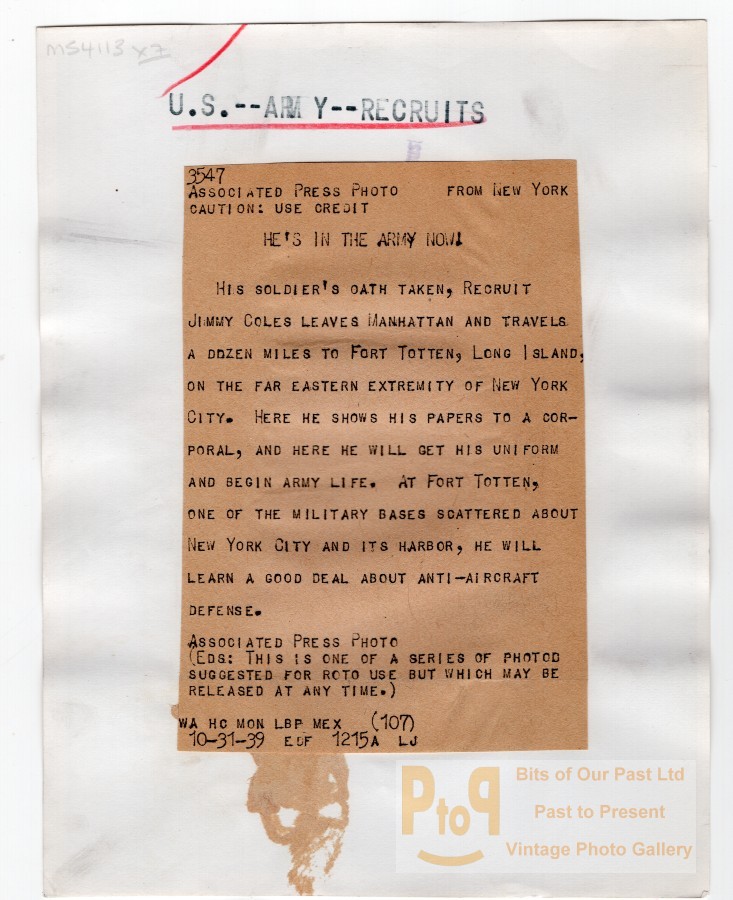 MS4113 x7
U.S.--ARMY--RECRUITS
3547
ASSOCIATED PRESS PHOTO FROM NEW YORK
CAUTION: USE CREDIT
HE'S IN THE ARMY NOW!
HIS SOLDIER'S OATH TAKEN, RECRUIT
JIMMY COLES LEAVES MANHATTAN AND TRAVELS
A DOZEN MILES TO FORT TOTTEN, LONG ISLAND,
ON THE FAR EASTERN EXTREMITY OF NEW YORK
CITY. HERE HE SHOWS HIS PAPERS TO A COR-
PORAL, AND HERE HE WILL GET HIS UNIFORM
AND BEGIN ARMY LIFE. AT FORT TOTTEN,
ONE OF THE MILITARY BASES SCATTERED ABOUT
NEW YORK CITY AND ITS HARBOR, HE WILL
LEARN A GOOD DEAL ABOUT ANTI-AIRCRAFT
DEFENSE.
ASSOCIATED PRESS PHOTO
(EDS: THIS IS ONE OF A SERIES OF PHOTOD
SUGGESTED FOR ROTO USE BUT WHICH MAY BE
RELEASED AT ANY TIME.)
WA HC MON LBP MEX (107)
10-31-39 EDF 1215A LJ
PtoP
Bits of Our Past Ltd
Past to Present
Vintage Photo Gallery